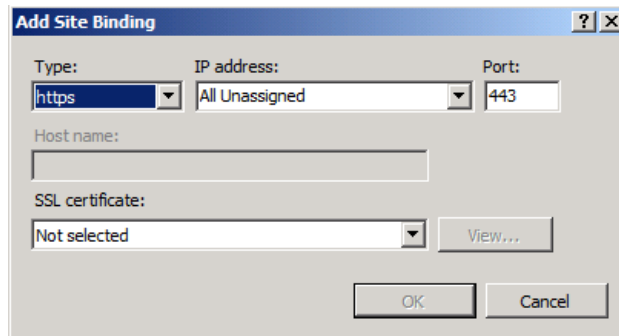 Add Site Binding
Type: IP address: Port:
https All Unassigned 443
Host name:
SSL certificate:
Not selected View...
OK Cancel